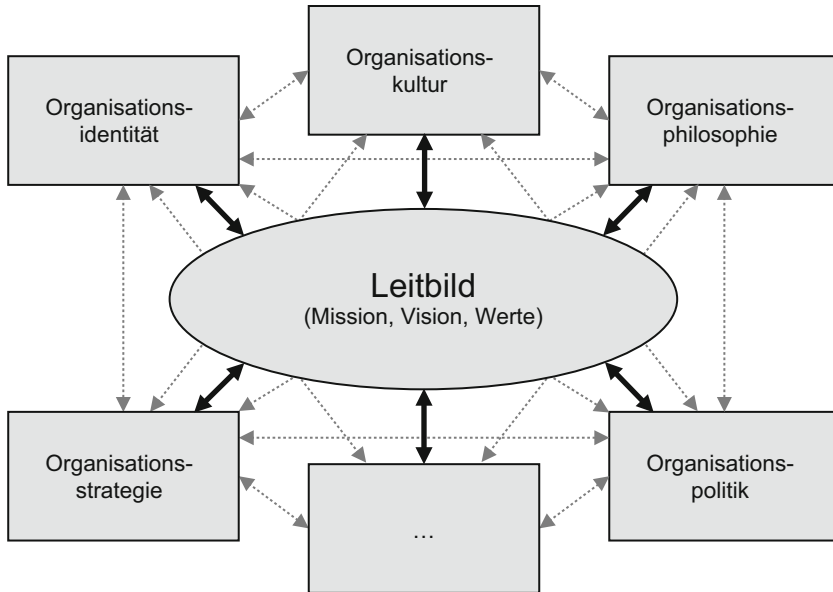 Organisations-
kultur
Organisations-
identität
Organisations-
philosophie
Leitbild
(Mission, Vision, Werte)
Organisations-
strategie
Organisations-
politik
...